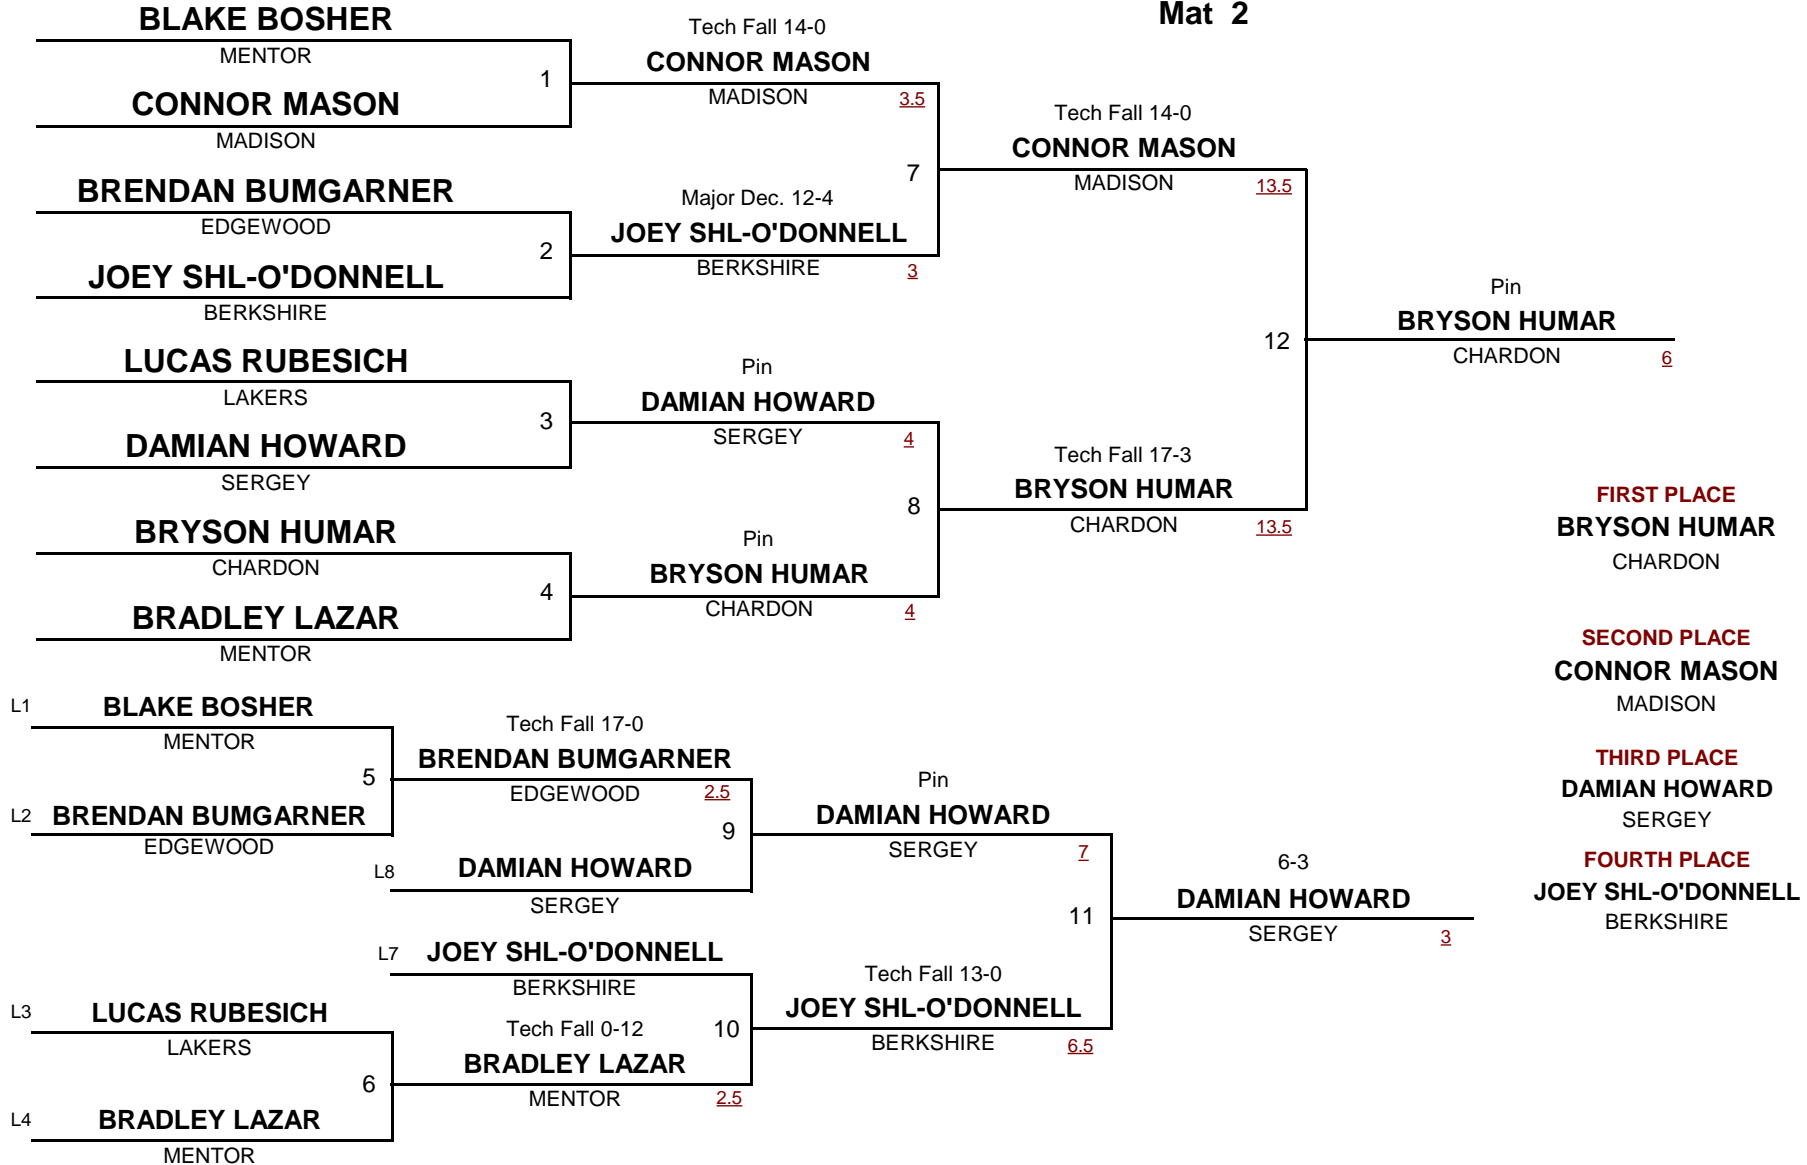 Mat 2
BLAKE BOSHER
MENTOR
1
CONNOR MASON
MADISON
BRENDAN BUMGARNER
EDGEWOOD
2
JOEY SHL-O'DONNELL
BERKSHIRE
LUCAS RUBESICH
LAKERS
3
DAMIAN HOWARD
SERGEY
BRYSON HUMAR
CHARDON
4
BRADLEY LAZAR
MENTOR
Tech Fall 14-0
CONNOR MASON
MADISON 3.5
7
Major Dec. 12-4
JOEY SHL-O'DONNELL
BERKSHIRE 3
Pin
DAMIAN HOWARD
SERGEY 4
8
Pin
BRYSON HUMAR
CHARDON 4
Tech Fall 14-0
CONNOR MASON
MADISON 13.5
12
Tech Fall 17-3
BRYSON HUMAR
CHARDON 13.5
Pin
BRYSON HUMAR
CHARDON 6
FIRST PLACE
BRYSON HUMAR
CHARDON
SECOND PLACE
CONNOR MASON
MADISON
THIRD PLACE
DAMIAN HOWARD
SERGEY
FOURTH PLACE
JOEY SHL-O'DONNELL
BERKSHIRE
L1 BLAKE BOSHER
MENTOR
5
L2 BRENDAN BUMGARNER
EDGEWOOD
L3 LUCAS RUBESICH
LAKERS
6
L4 BRADLEY LAZAR
MENTOR
Tech Fall 17-0
BRENDAN BUMGARNER
EDGEWOOD 2.5
9
L8 DAMIAN HOWARD
SERGEY
L7 JOEY SHL-O'DONNELL
BERKSHIRE
Tech Fall 0-12 10
BRADLEY LAZAR
MENTOR 2.5
Pin
DAMIAN HOWARD
SERGEY 7
11
Tech Fall 13-0
JOEY SHL-O'DONNELL
BERKSHIRE 6.5
6-3
DAMIAN HOWARD
SERGEY 3